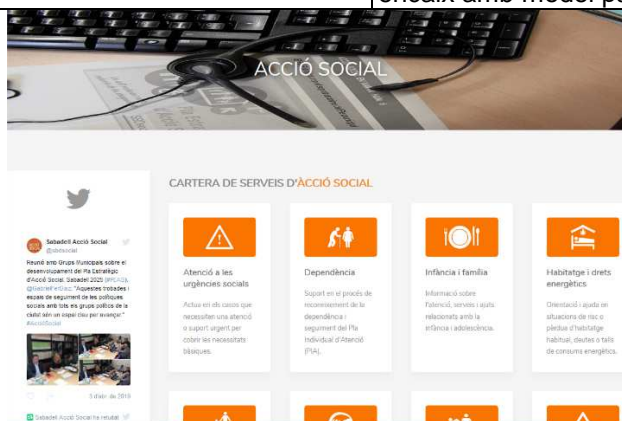 ACCIÓ SOCIAL
CARTERA DE SERVEIS D'ÀCCIÓ SOCIAL
Sabadell Acció Social
Reunió amb Grups Municipals sobre el
desenvolupament del Pla Estratègic
d'Acció Social. Sabadell 2025
"Aquestes trobades i
espais de seguiment de les polítiques
socials amb tots els grups polítics de la
ciutat són un espai clau per avançar."
#AccióSocial
3 d'abr. de 2019
Sabadell Acció Social ha retuitat
Atenció a les
urgències socials
Actua en els casos que
necessiten una atenció
o suport urgent per
cobrir les necessitats
bàsiques.
Dependència
Suport en el procés de
reconeixement de la
dependència i
seguiment del Pla
Individual d'Atenció
(PIA).
Infància i família
Informació sobre
l'atenció, serveis i ajuts
relacionats amb la
infància i adolescència.
Habitatge i drets
energètics
Orientació i ajuda en
situacions de risc o
pèrdua d'habitatge
habitual, deutes o talls
de consums energètics.